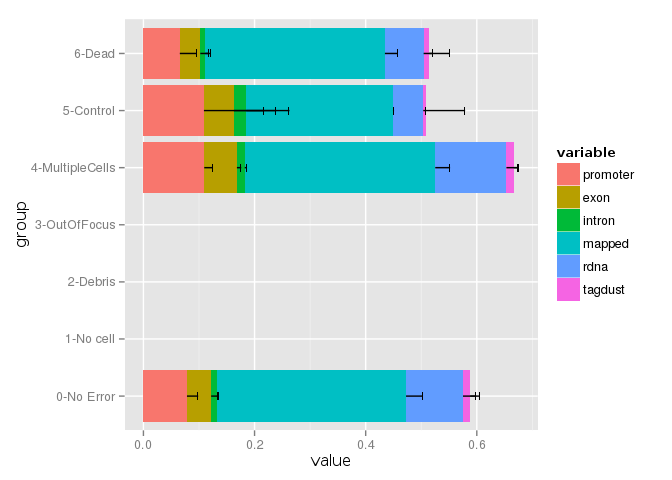 6-Dead
5-Control
4-MultipleCells
3-OutOfFocus
2-Debris
1-No cell
0-No Error
group
0.0 0.2 0.4 0.6
value
variable
promoter
exon
intron
mapped
rdna
tagdust